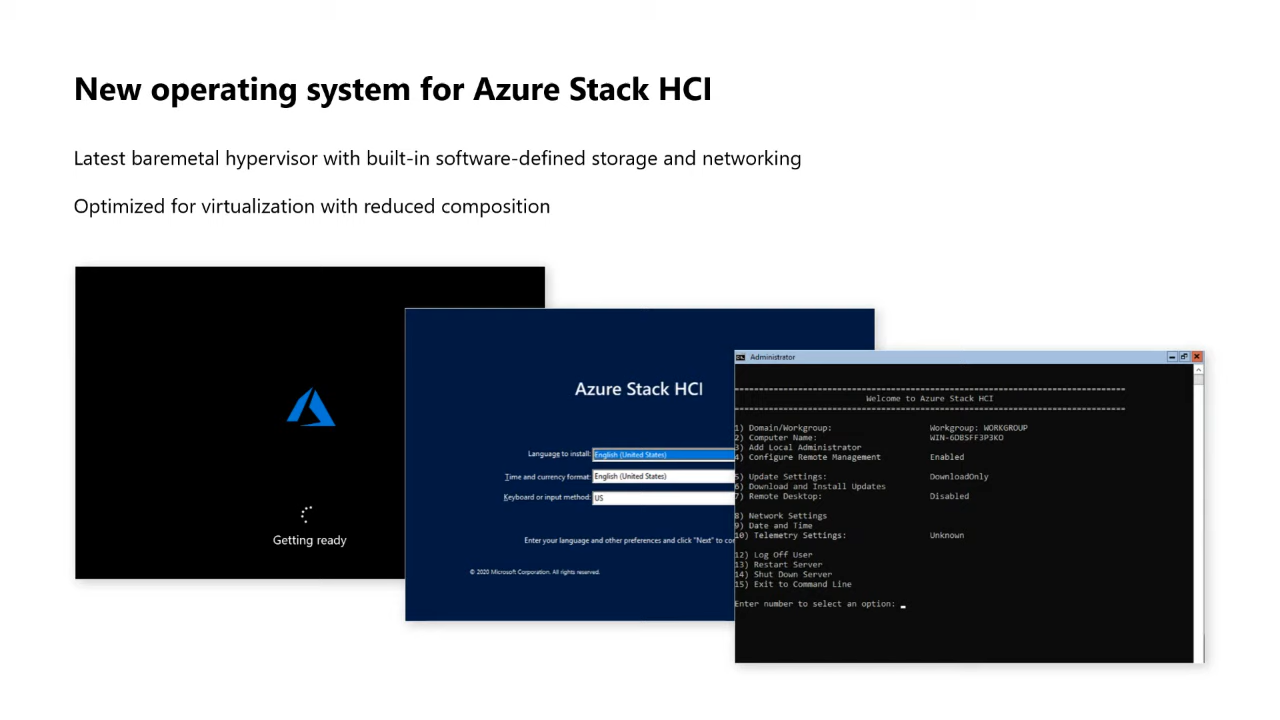 New operating system for Azure Stack HCI
Latest baremetal hypervisor with built-in software-defined storage and networking
Optimized for virtualization with reduced composition
Getting ready
Azure Stack HCI
Language to install: English (United States)
Time and currency format: English (United States)
Keyboard or input method: US
Enter your language and other preferences and click "Next" to
© 2020 Microsoft Corporation. All rights reserved.
Administrator
Welcome to Azure Stack HCI
1) Domain/Workgroup: Workgroup: WORKGROUP
2) Computer Name: WIN-6DBSFF3P3KO
3) Add Local Administrator
4) Configure Remote Management Enabled
5) Update Settings: DownloadOnly
6) Download and Install Updates
7) Remote Desktop: Disabled
8) Network Settings
9) Date and Time
10) Telemetry Settings: Unknown
12) Log Off User
13) Restart Server
14) Shut Down Server
15) Exit to Command Line
Enter number to select an option: